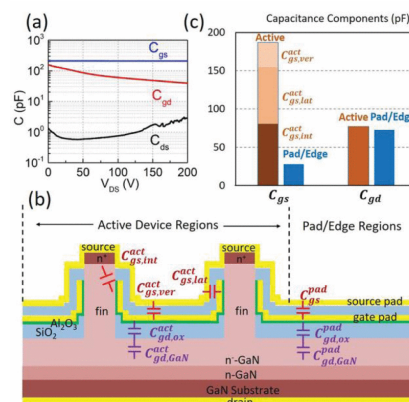 (a)
C (pF)
10³
10²
10¹
10⁰
10⁻¹
C_gs
C_gd
C_ds
0 50 100 150 200
V_DS (V)
(c)
Capacitance Components (pF)
200
150
100
50
0
Active
C_gs,ver^act
C_gs,lat^act
C_gs,int^act
Pad/Edge
Active Pad/Edge
C_gs C_gd
(b)
Active Device Regions Pad/Edge Regions
source source
n⁺ n⁺
C_gs,int^act
C_gs,ver^act
C_gs,lat^act
C_gs^pad
source pad
gate pad
fin fin
Al₂O₃
SiO₂
C_gd,ox^act
C_gd,GaN^act
C_gd,ox^pad
C_gd,GaN^pad
n⁻-GaN
n-GaN
GaN Substrate
drain